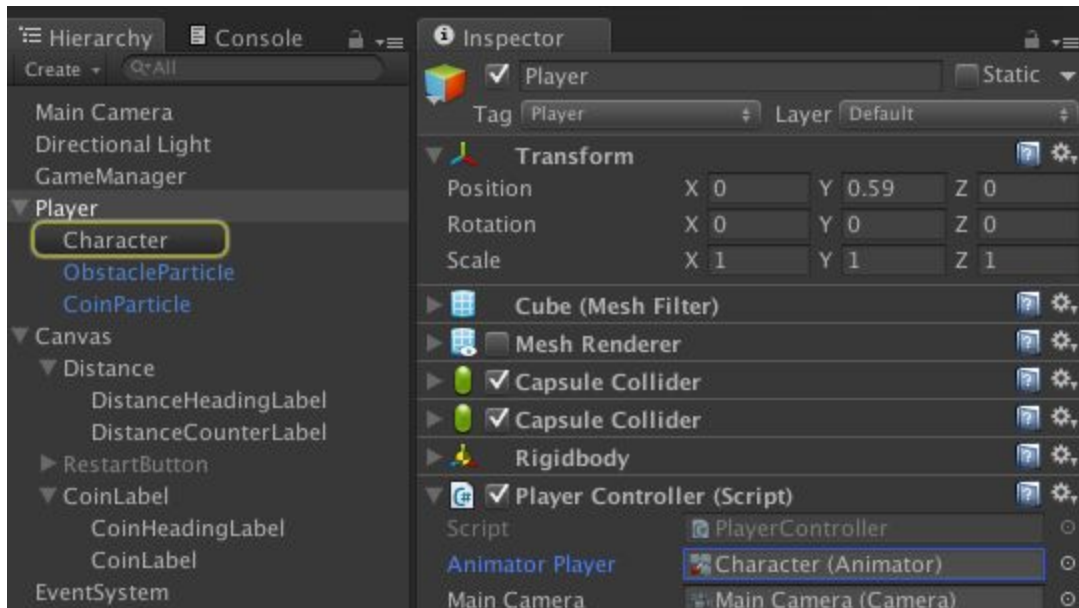 Hierarchy Console
Create All
Main Camera
Directional Light
GameManager
Player
Character
ObstacleParticle
CoinParticle
Canvas
Distance
DistanceHeadingLabel
DistanceCounterLabel
RestartButton
CoinLabel
CoinHeadingLabel
CoinLabel
EventSystem
Inspector
Player Static
Tag Player Layer Default
Transform
Position X 0 Y 0.59 Z 0
Rotation X 0 Y 0 Z 0
Scale X 1 Y 1 Z 1
Cube (Mesh Filter)
Mesh Renderer
Capsule Collider
Capsule Collider
Rigidbody
Player Controller (Script)
Script PlayerController
Animator Player Character (Animator)
Main Camera Main Camera (Camera)